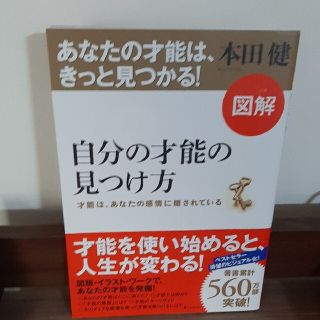 あなたの才能は、
きっと見つかる!
本田 健
図解
自分の才能の
見つけ方
才能は、あなたの感情に隠されている
才能を使い始めると、
人生が変わる!
ベストセラー
待望のビジュアル化!
図版・イラスト・ワークで、
あなたの才能を発掘!
著書累計
560万部
突破!